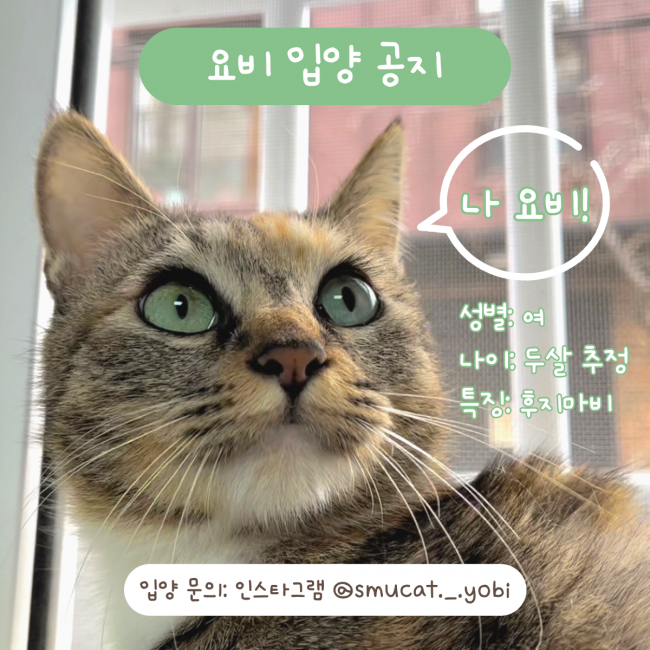 요비 입양 공지
나 요비!
성별: 여
나이: 두살 추정
특징: 후지마비
입양 문의: 인스타그램 @smucat._.yobi